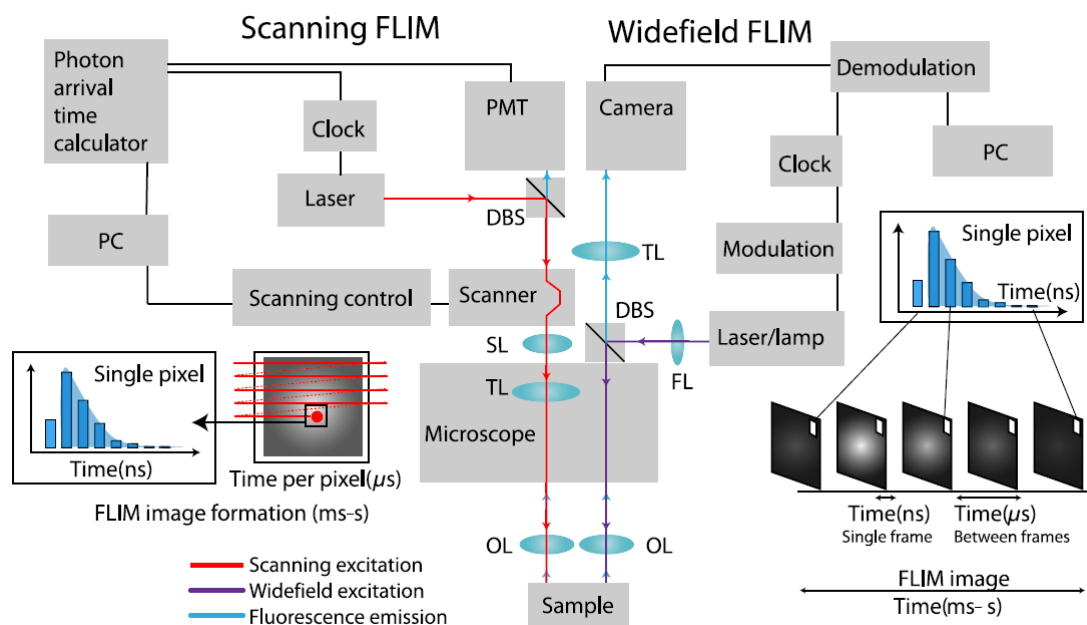 Scanning FLIM
Widefield FLIM
Photon
arrival
time
calculator
Clock
PMT
Laser
DBS
PC
Scanning control
Scanner
SL
TL
Microscope
OL
Single pixel
Time(ns)
Time per pixel(μs)
FLIM image formation (ms-s)
Scanning excitation
Widefield excitation
Fluorescence emission
Sample
Camera
Demodulation
Clock
PC
TL
Modulation
DBS
Laser/lamp
FL
OL
Single pixel
Time(ns)
Time(ns)
Single frame
Time(μs)
Between frames
FLIM image
Time(ms- s)